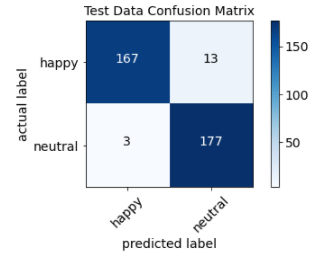 Test Data Confusion Matrix
actual label
happy
167
13
neutral
3
177
happy
neutral
predicted label
150
100
50